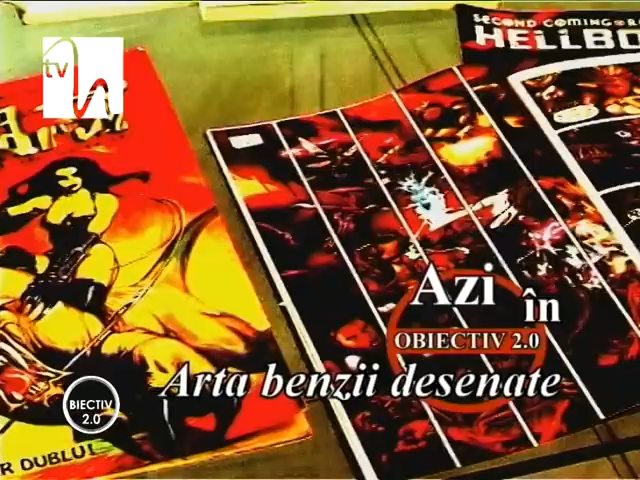 tv h
SECOND COMING
HELLBO
Azi în
OBIECTIV 2.0
Arta benzii desenate
BIECTIV
2.0
R DUBLU!